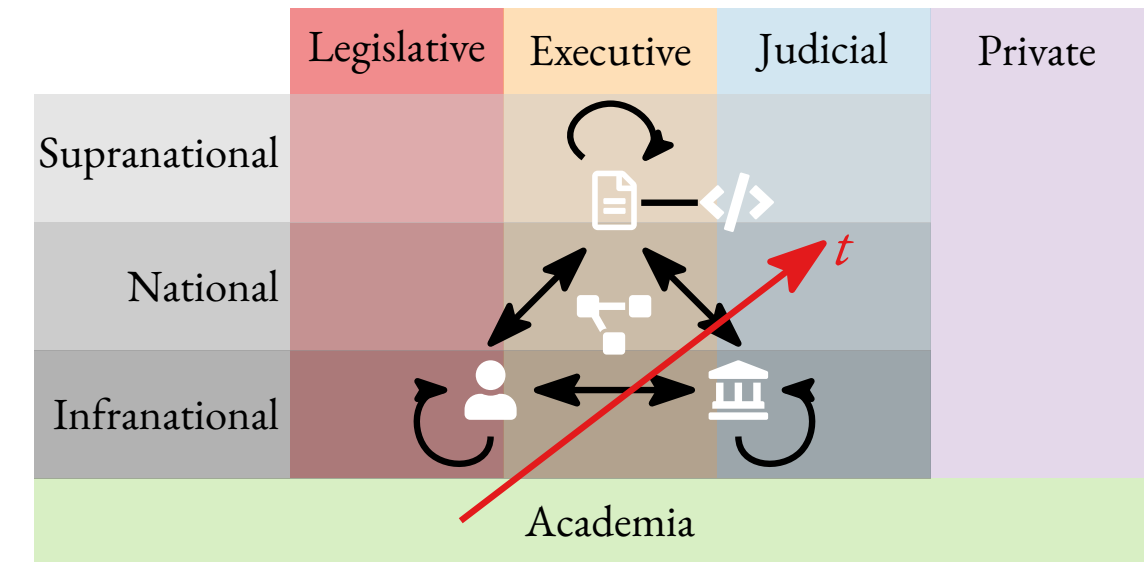 Legislative
Executive
Judicial
Private
Supranational
National
t
Infranational
Academia